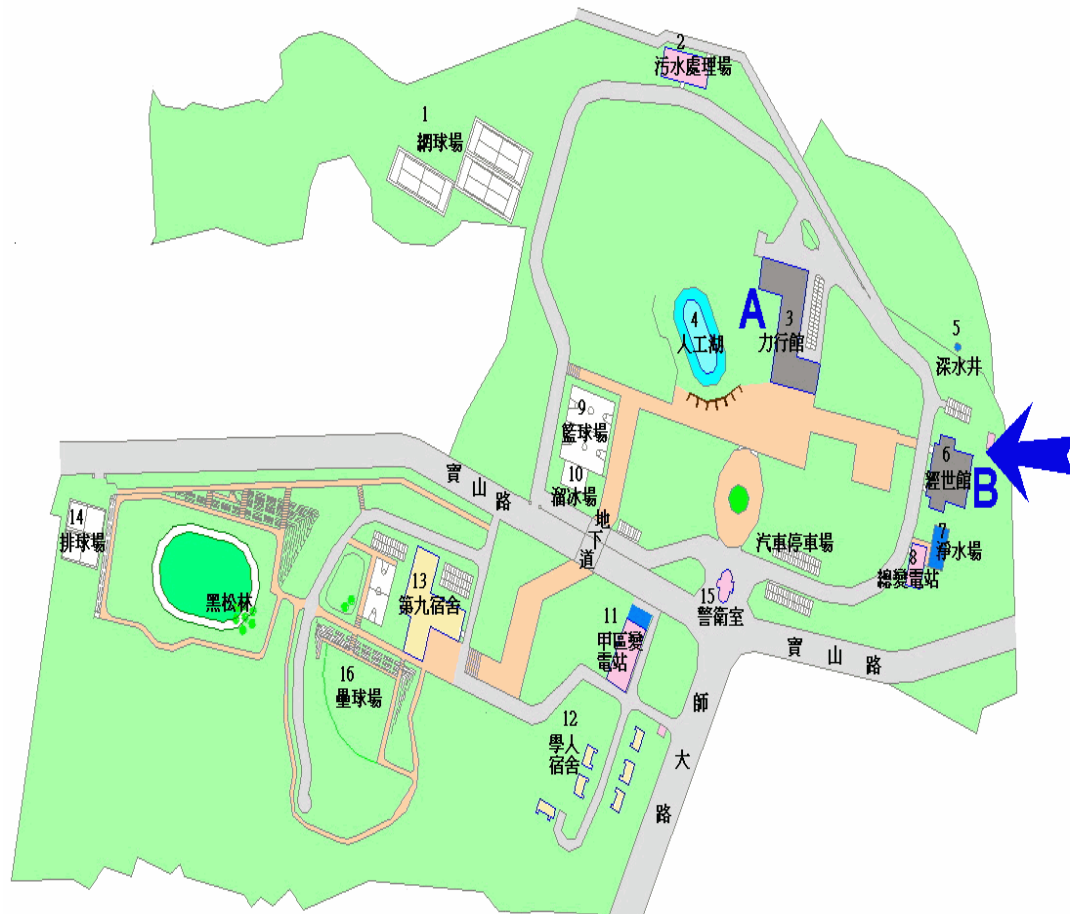 2
污水處理場
1
網球場
A
3
力行館
4
人工湖
5
深水井
9
籃球場
6
經世館
B
10
溜冰場
寶山路
地下道
14
排球場
7
淨水場
汽車停車場
8
總變電站
13
第九宿舍
黑松林
15
警衛室
11
甲區變
電站
寶山路
16
壘球場
師大路
12
學人
宿舍